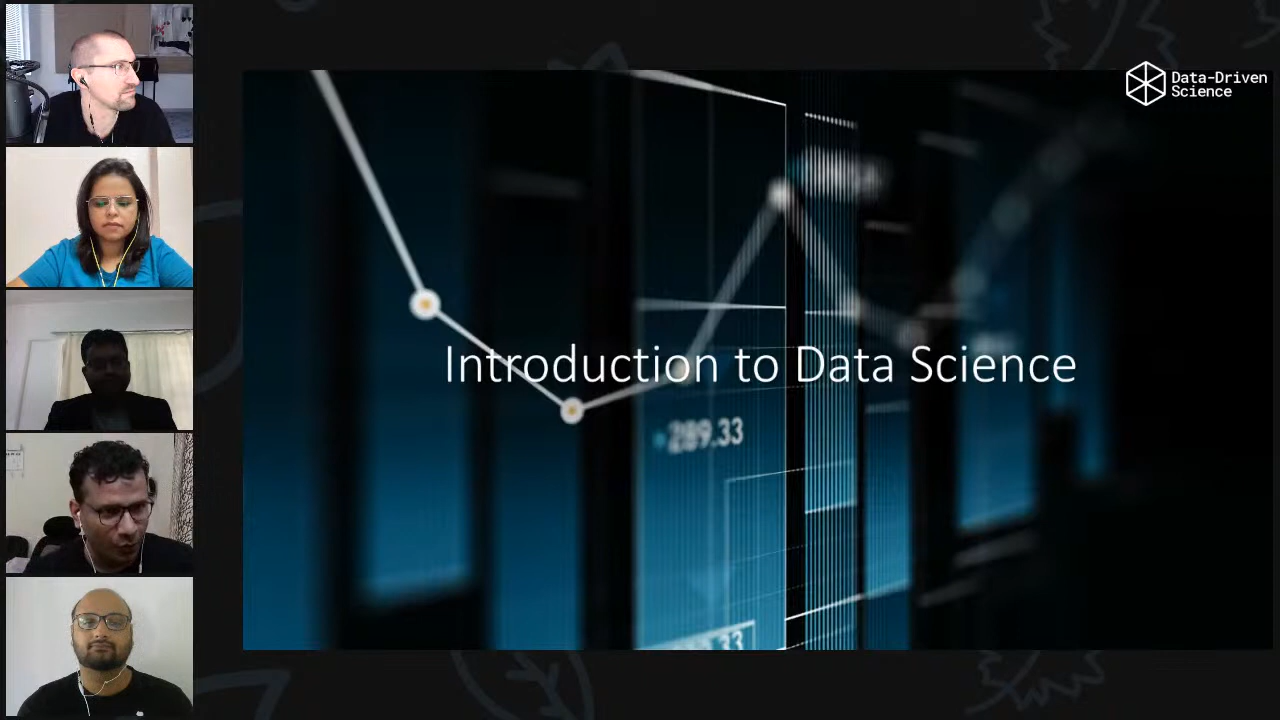 Data-Driven
Science
Introduction to Data Science
289.33